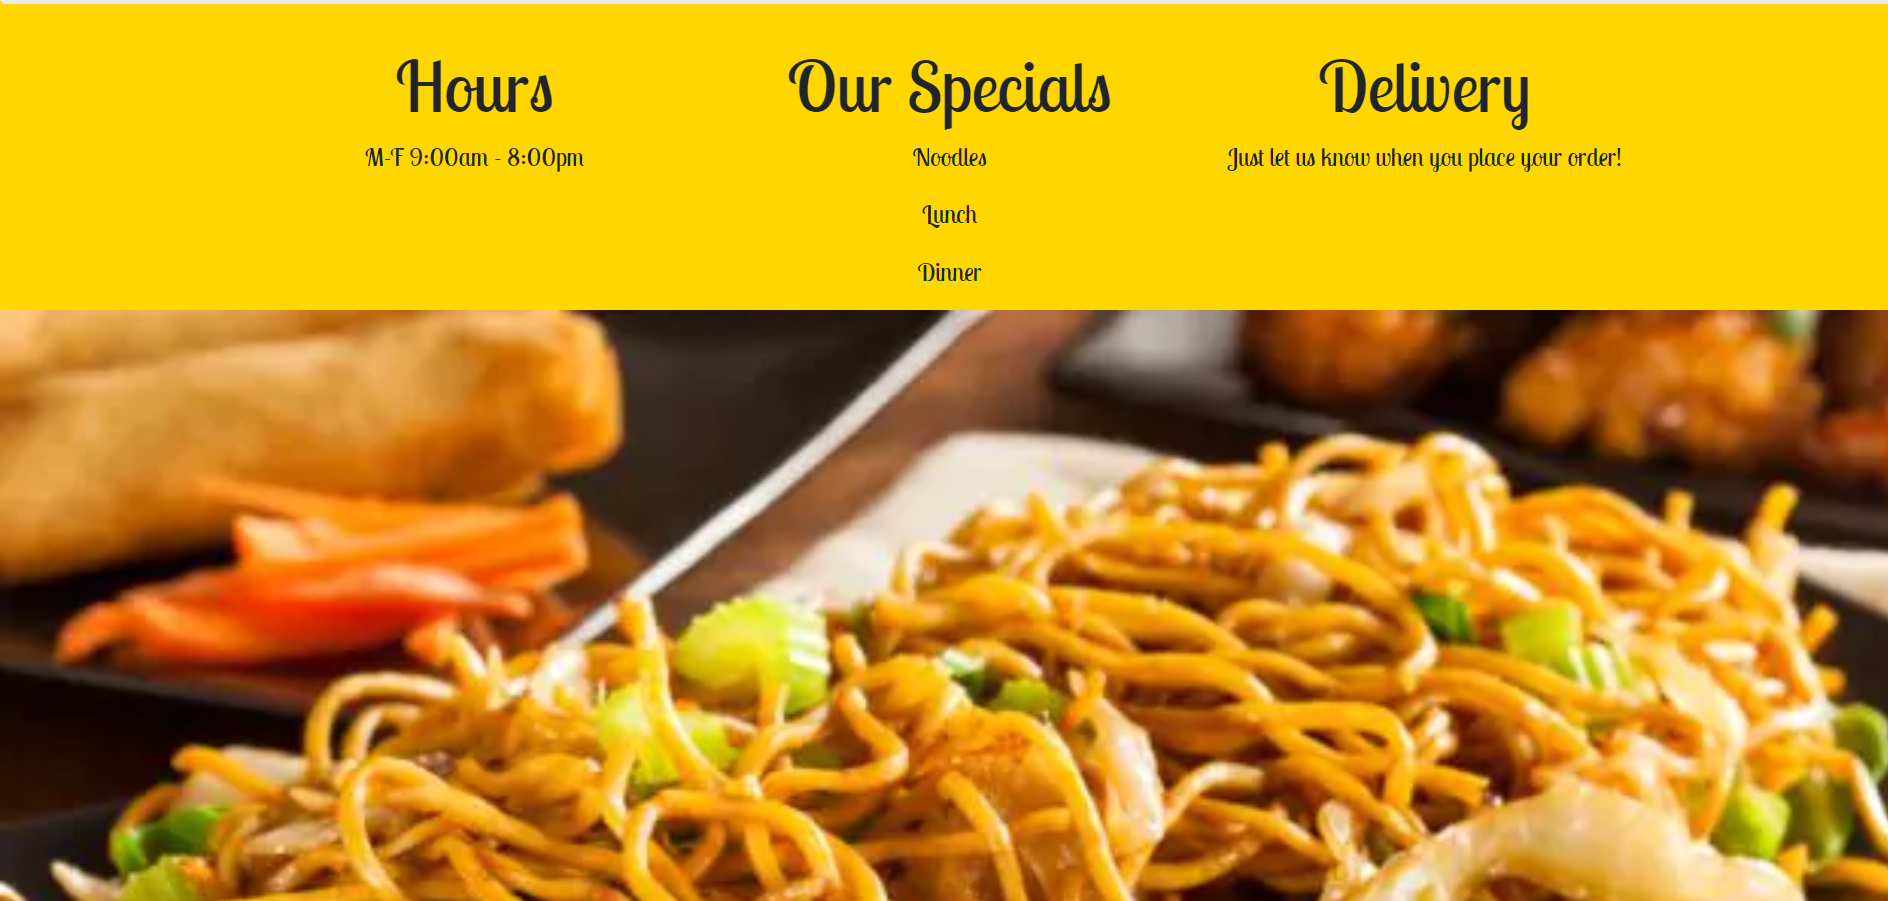 Hours
M-F 9:00am - 8:00pm
Our Specials
Noodles
Lunch
Dinner
Delivery
Just let us know when you place your order!